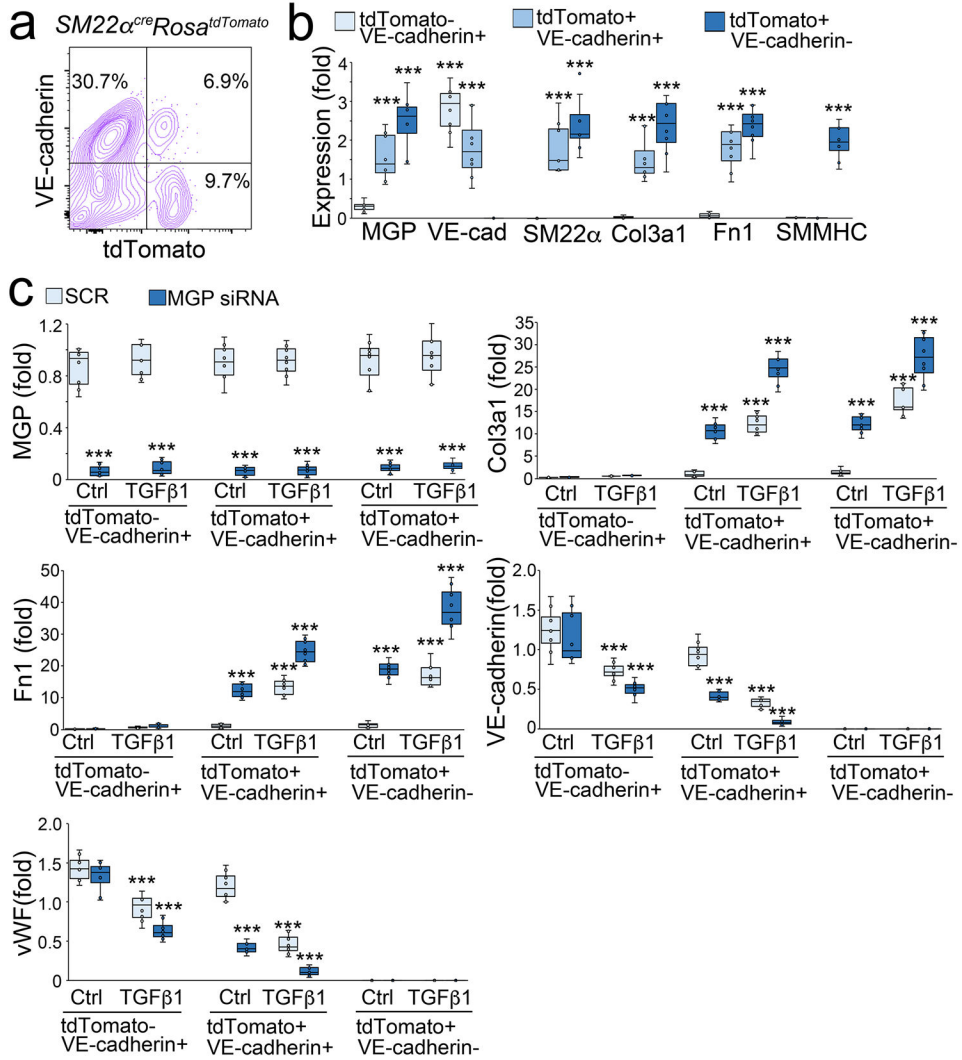 a
SM22α^creRosa^tdTomato
30.7%
6.9%
9.7%
VE-cadherin
tdTomato
b
tdTomato-
VE-cadherin+
tdTomato+
VE-cadherin+
tdTomato+
VE-cadherin-
Expression (fold)
4
3
2
1
0
*** *** *** *** *** *** *** *** *** *** ***
MGP VE-cad SM22α Col3a1 Fn1 SMMHC
c
SCR MGP siRNA
MGP (fold)
1.2
0.8
0.4
0
*** *** *** *** *** ***
Ctrl TGFβ1 Ctrl TGFβ1 Ctrl TGFβ1
tdTomato- tdTomato+ tdTomato+
VE-cadherin+ VE-cadherin+ VE-cadherin-
Col3a1 (fold)
35
30
25
20
15
10
5
0
*** *** *** *** *** ***
Ctrl TGFβ1 Ctrl TGFβ1 Ctrl TGFβ1
tdTomato- tdTomato+ tdTomato+
VE-cadherin+ VE-cadherin+ VE-cadherin-
Fn1 (fold)
50
40
30
20
10
0
*** *** *** *** *** ***
Ctrl TGFβ1 Ctrl TGFβ1 Ctrl TGFβ1
tdTomato- tdTomato+ tdTomato+
VE-cadherin+ VE-cadherin+ VE-cadherin-
VE-cadherin(fold)
2.0
1.5
1.0
0.5
0
*** *** *** *** ***
Ctrl TGFβ1 Ctrl TGFβ1 Ctrl TGFβ1
tdTomato- tdTomato+ tdTomato+
VE-cadherin+ VE-cadherin+ VE-cadherin-
vWF(fold)
2.0
1.5
1.0
0.5
0
*** *** *** *** ***
Ctrl TGFβ1 Ctrl TGFβ1 Ctrl TGFβ1
tdTomato- tdTomato+ tdTomato+
VE-cadherin+ VE-cadherin+ VE-cadherin-